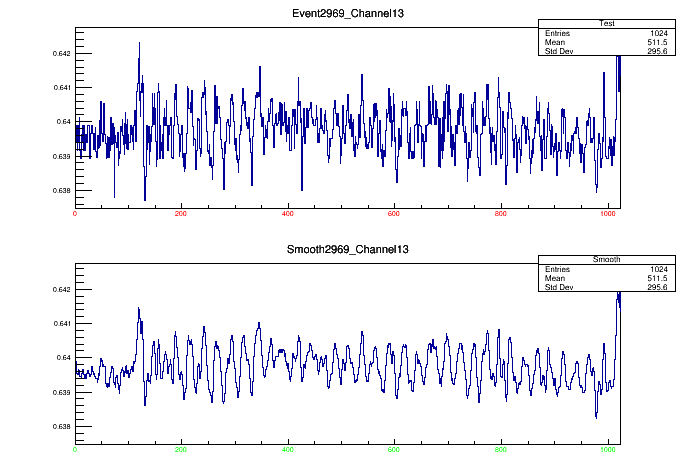 Event2969_Channel13
Test
Entries 1024
Mean 511.5
Std Dev 295.6
0.642
0.641
0.64
0.639
0.638
0 200 400 600 800 1000
Smooth2969_Channel13
Smooth
Entries 1024
Mean 511.5
Std Dev 295.6
0.642
0.641
0.64
0.639
0.638
0 200 400 600 800 1000